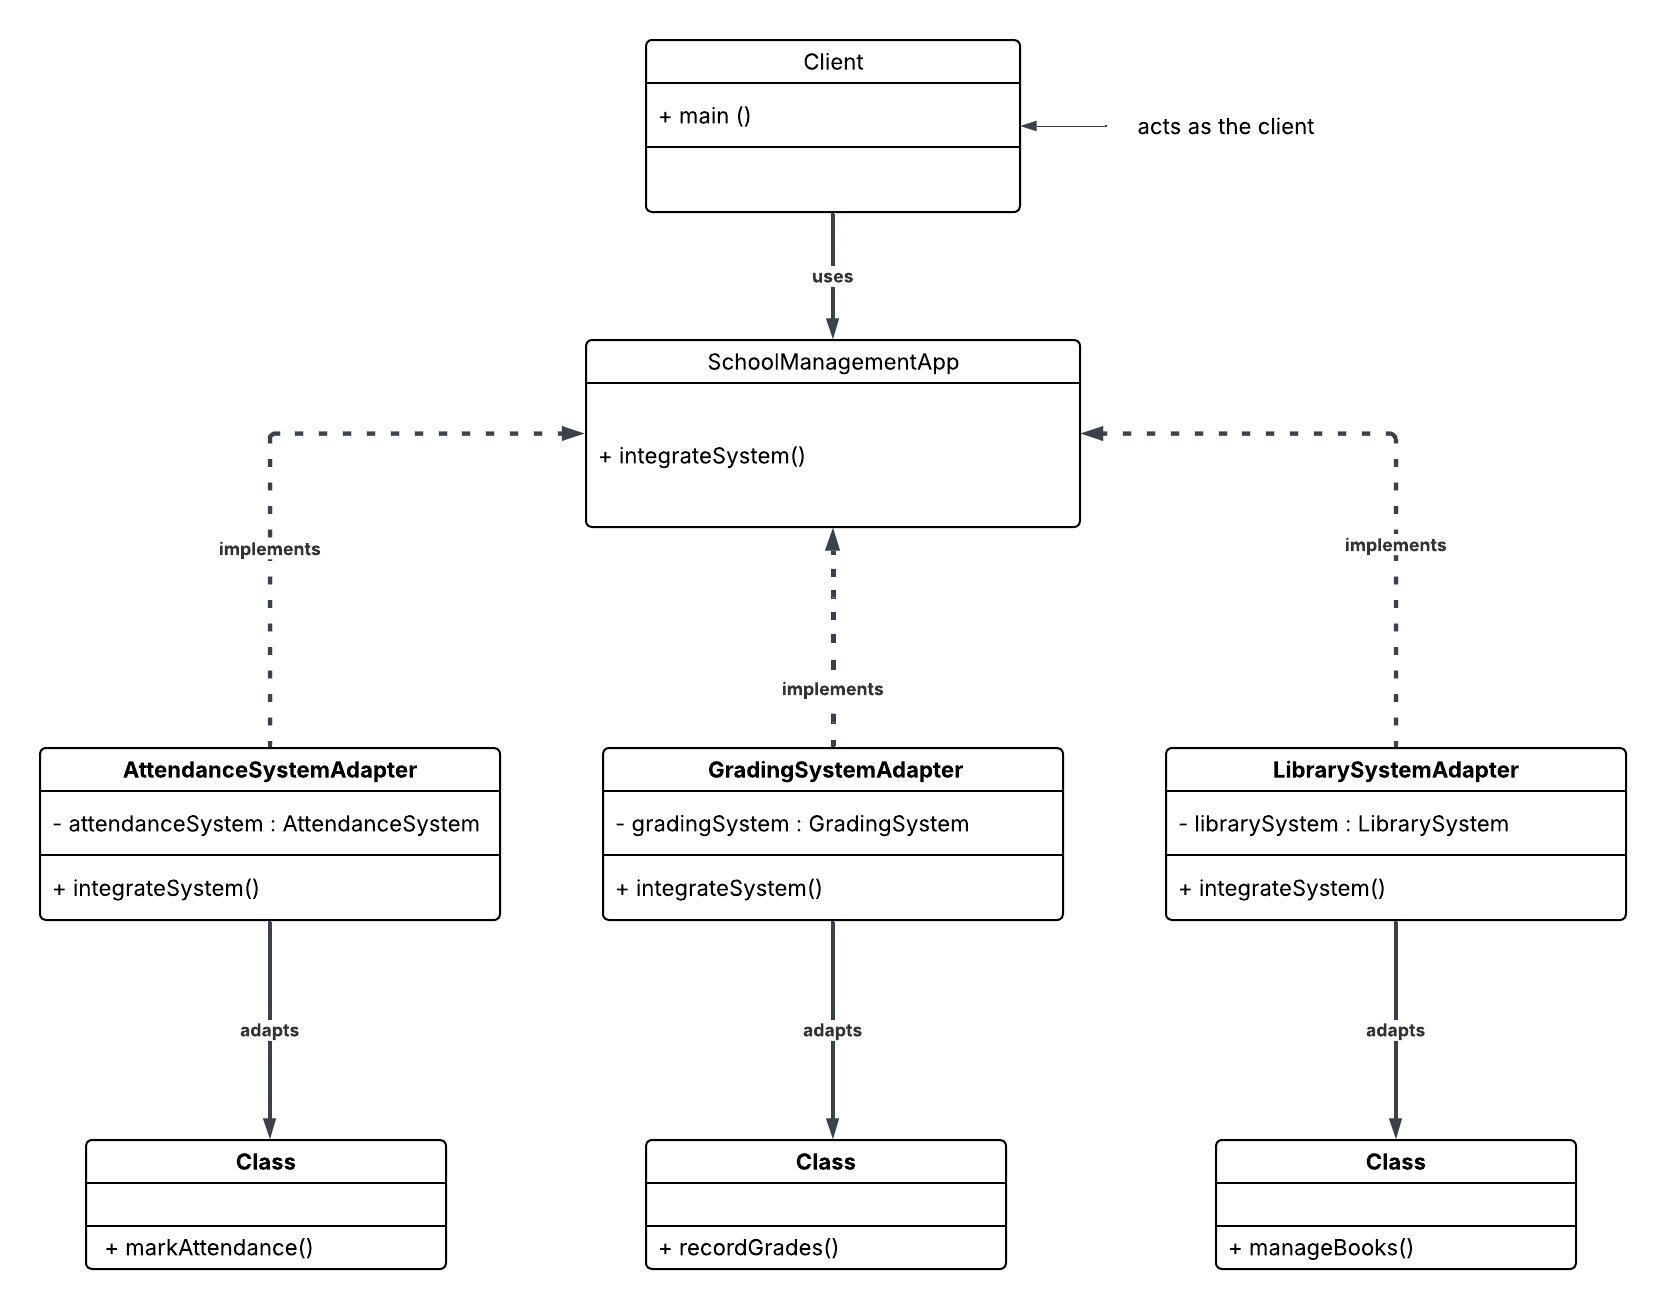 Client
+ main ()
acts as the client
uses
SchoolManagementApp
+ integrateSystem()
implements
implements
implements
AttendanceSystemAdapter
- attendanceSystem : AttendanceSystem
+ integrateSystem()
GradingSystemAdapter
- gradingSystem : GradingSystem
+ integrateSystem()
LibrarySystemAdapter
- librarySystem : LibrarySystem
+ integrateSystem()
adapts
adapts
adapts
Class
+ markAttendance()
Class
+ recordGrades()
Class
+ manageBooks()